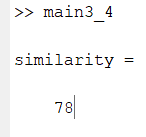 >> main3_4
similarity =
78